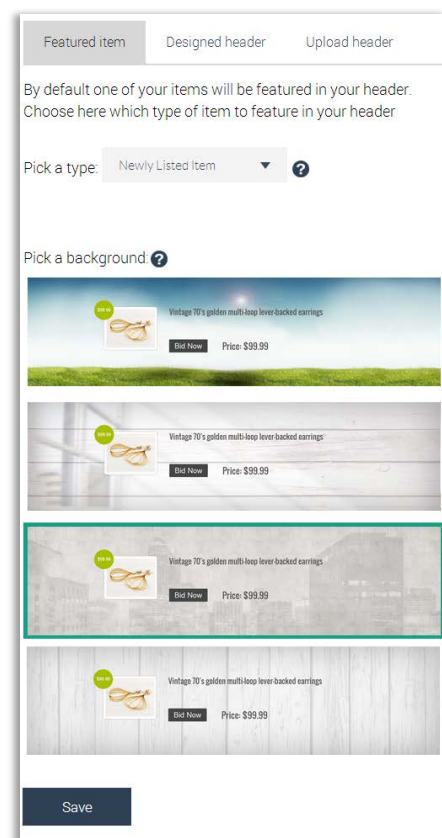 Featured item Designed header Upload header
By default one of your items will be featured in your header.
Choose here which type of item to feature in your header
Pick a type: Newly Listed Item ?
Pick a background: ?
Vintage 70's golden multi-loop lever-backed earrings
Bid Now Price: $99.99
Vintage 70's golden multi-loop lever-backed earrings
Bid Now Price: $99.99
Vintage 70's golden multi-loop lever-backed earrings
Bid Now Price: $99.99
Vintage 70's golden multi-loop lever-backed earrings
Bid Now Price: $99.99
Save